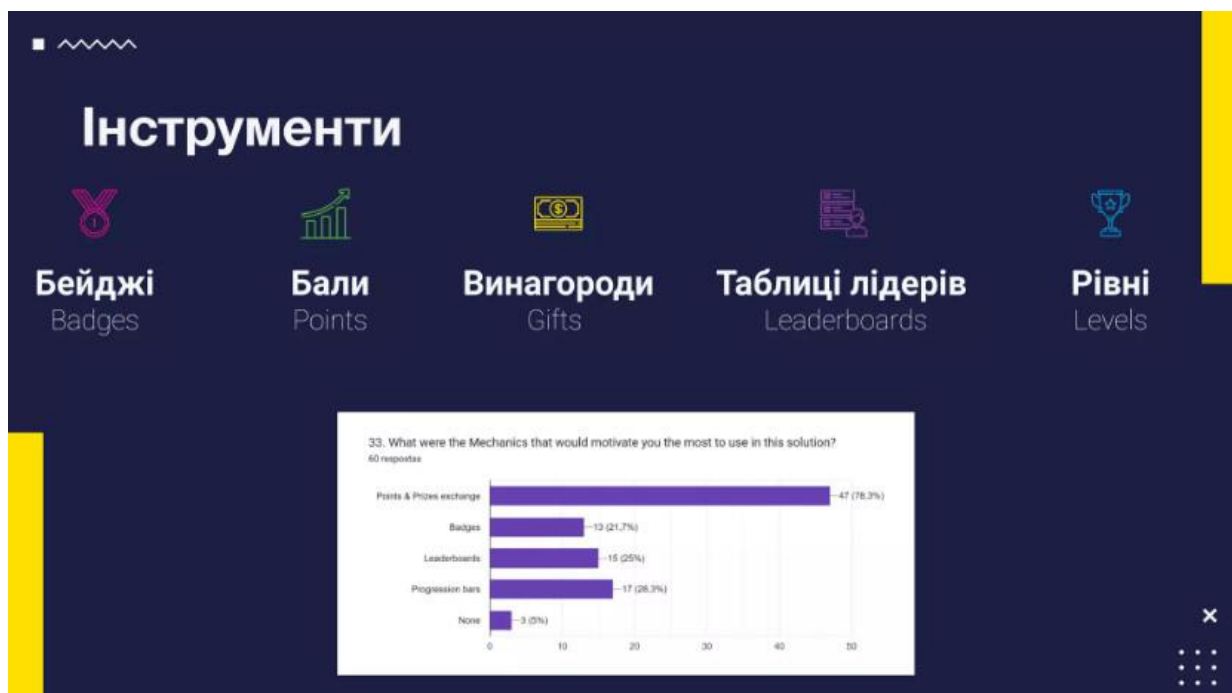 Інструменти
Бейджі
Badges
Бали
Points
Винагороди
Gifts
Таблиці лідерів
Leaderboards
Рівні
Levels
33. What were the Mechanics that would motivate you the most to use in this solution?
60 respostas
Points & Prizes exchange
47 (78,3%)
Badges
13 (21,7%)
Leaderboards
15 (25%)
Progression bars
17 (28,3%)
None
3 (5%)
0 10 20 30 40 50